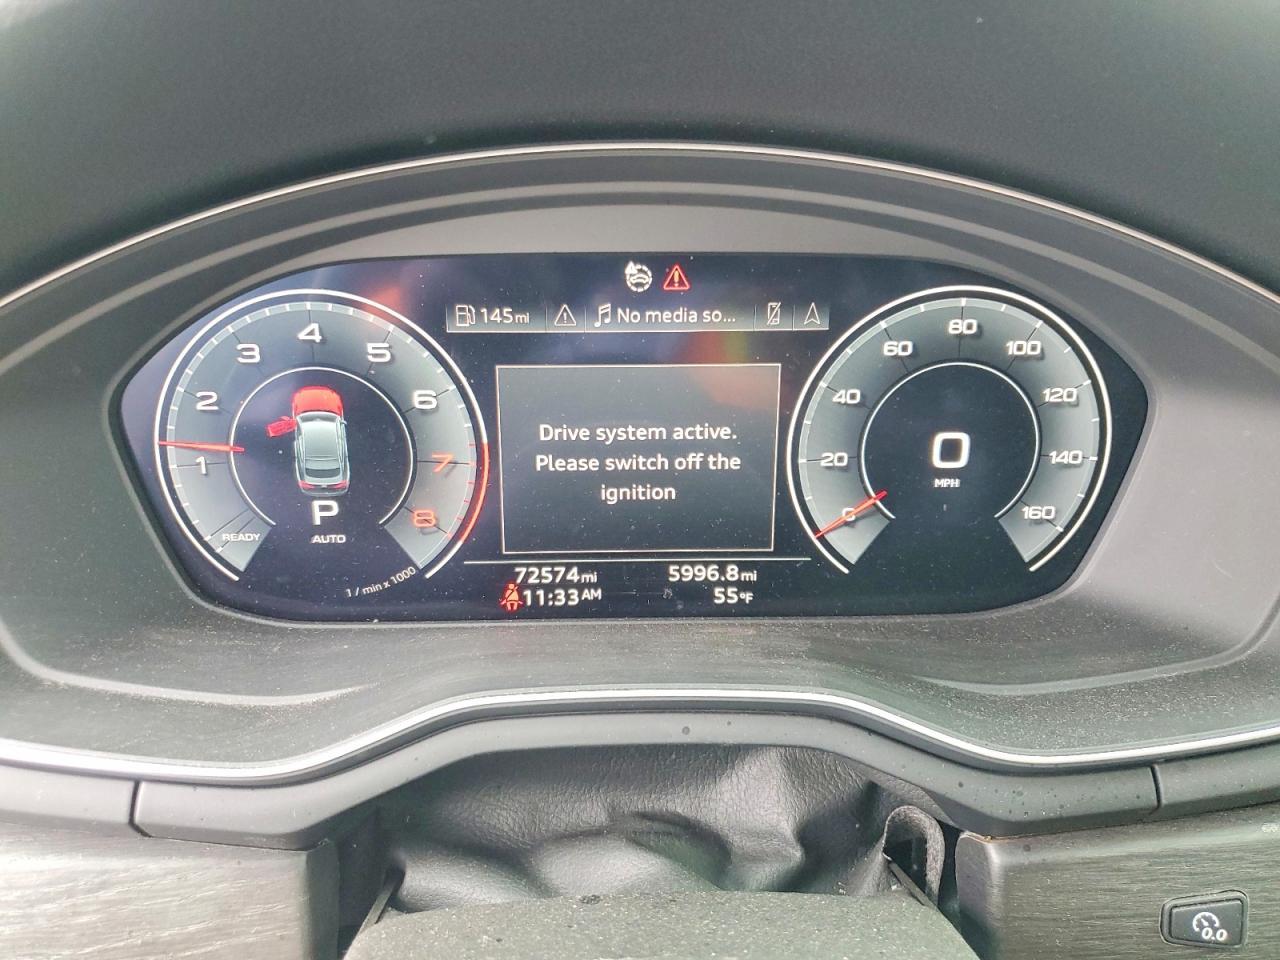 145mi
No media so...
4
3
5
2
6
1
7
8
READY
P
AUTO
1 / min x 1000
Drive system active.
Please switch off the
ignition
72574mi
5996.8mi
11:33AM
55°F
80
60
100
40
120
20
140
0
160
0
MPH
0.0